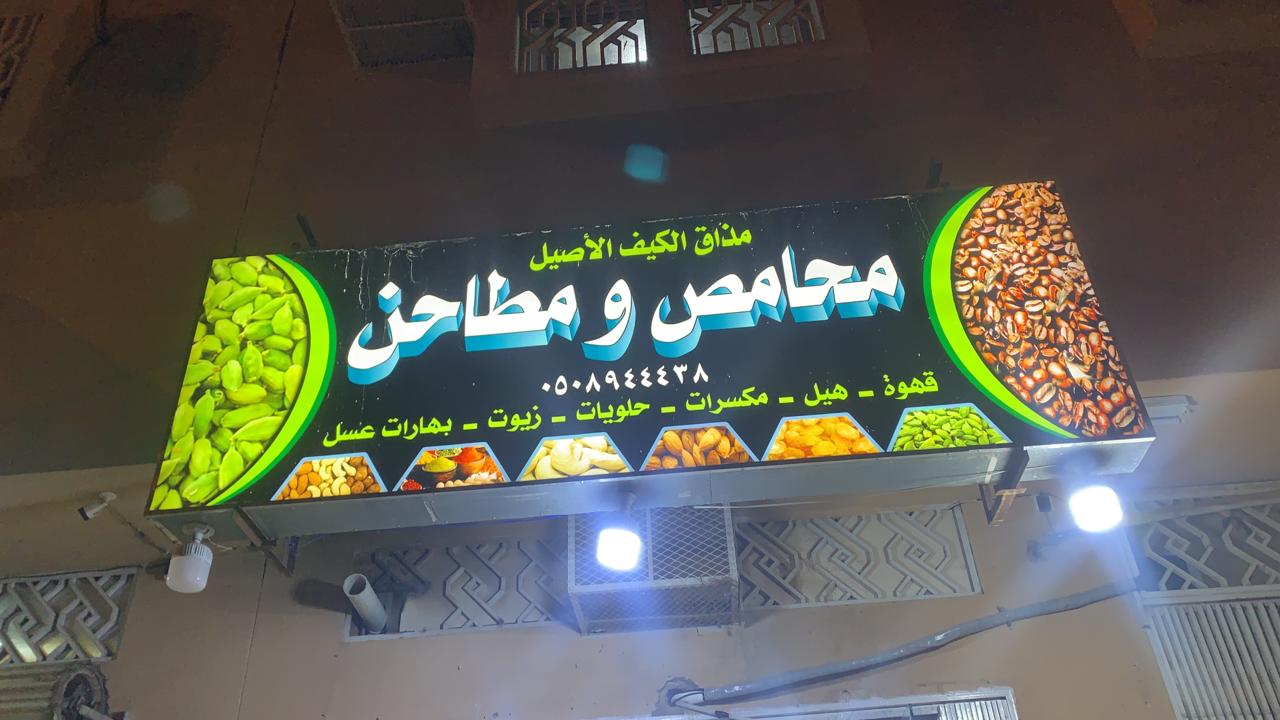 مذاق الكيف الأصيل
محامص و مطاحن
٠٥٠٨٩٤٤٤٣٨
قهوة - هيل - مكسرات - حلويات - زيوت - بهارات عسل